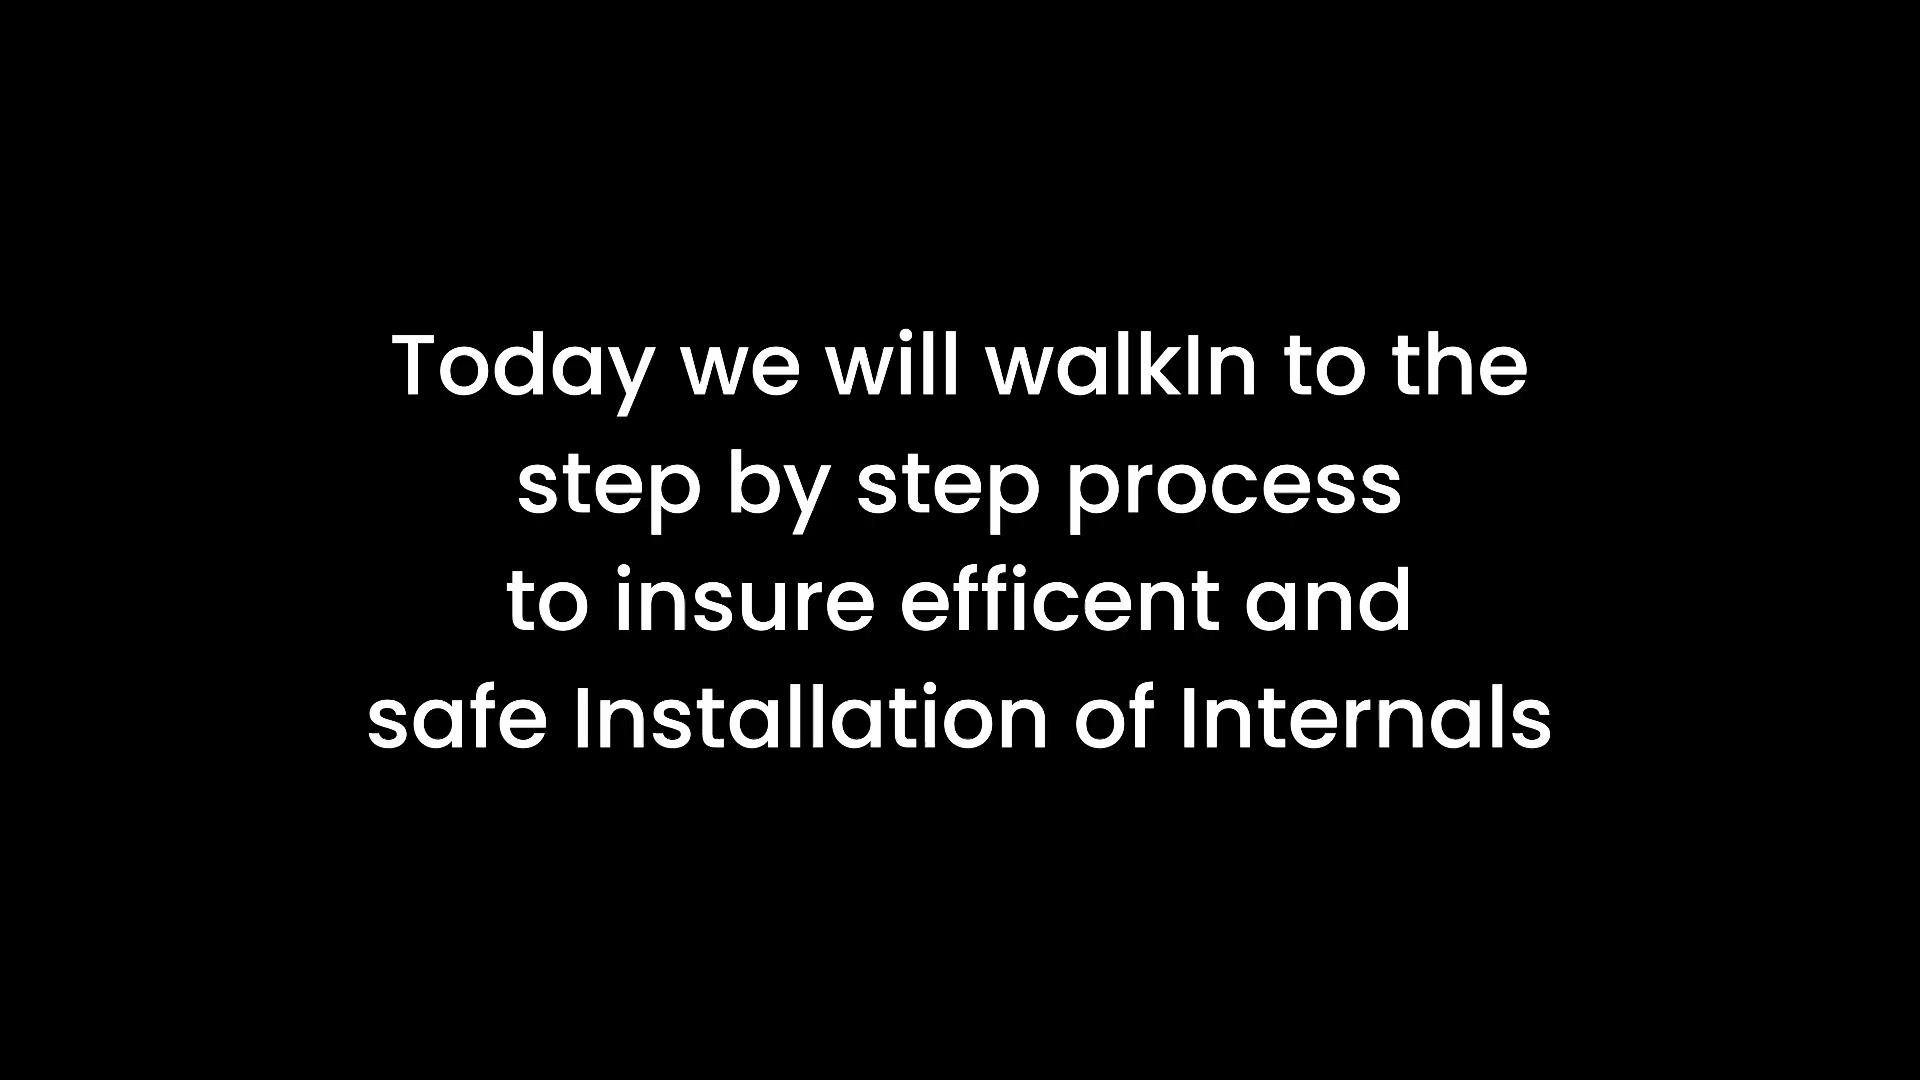 Today we will walkIn to the
step by step process
to insure efficent and
safe Installation of Internals